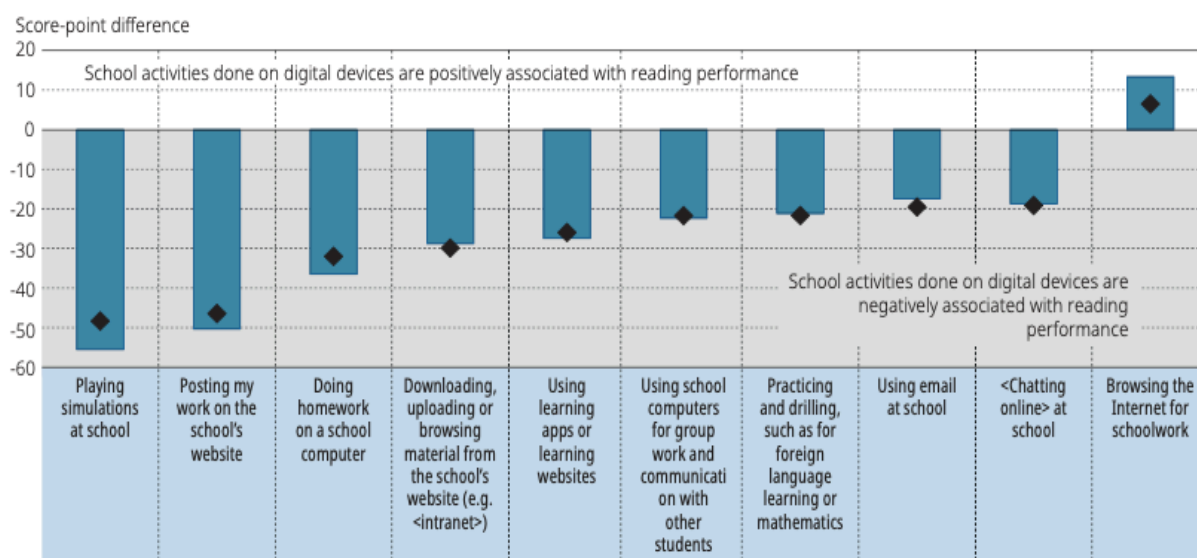 Score-point difference
20
School activities done on digital devices are positively associated with reading performance
10
0
-10
-20
-30
-40
-50
-60
School activities done on digital devices are
negatively associated with reading
performance
Playing
simulations
at school
Posting my
work on the
school's
website
Doing
homework
on a school
computer
Downloading,
uploading or
browsing
material from
the school's
website (e.g.
<intranet>)
Using
learning
apps or
learning
websites
Using school
computers
for group
work and
communicati
on with
other
students
Practicing
and drilling,
such as for
foreign
language
learning or
mathematics
Using email
at school
<Chatting
online> at
school
Browsing the
Internet for
schoolwork